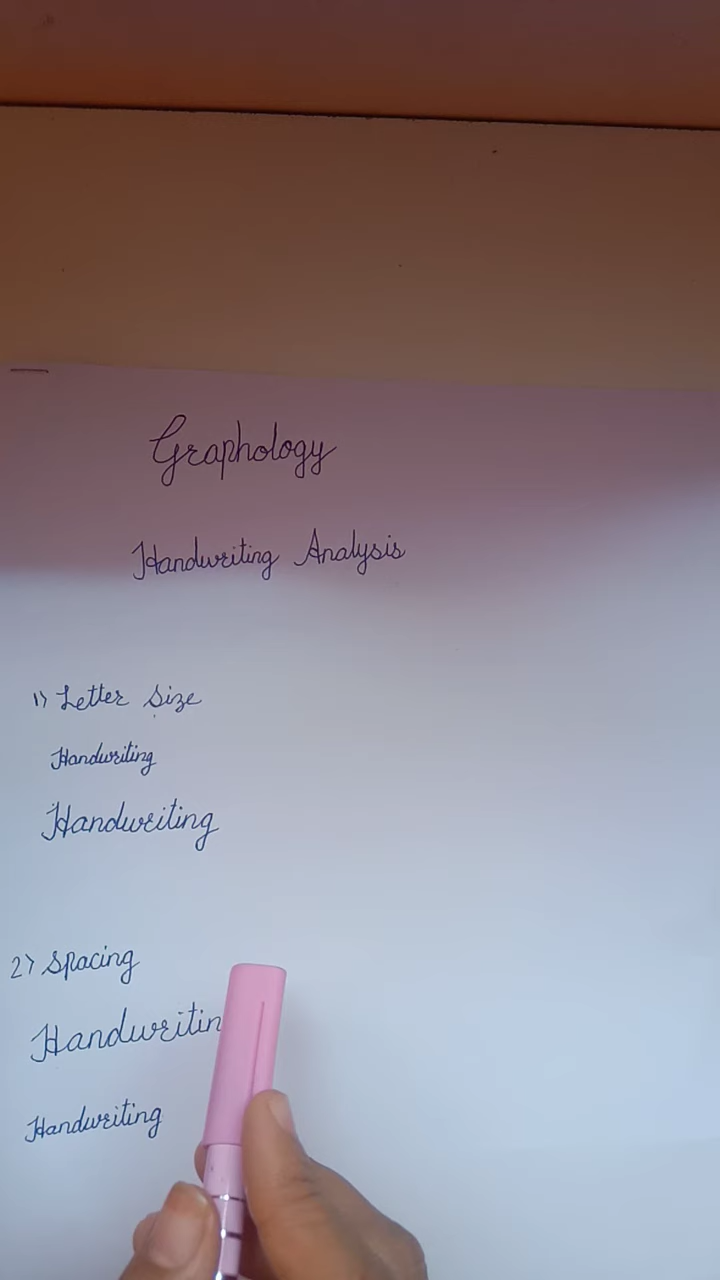 Graphology
Handwriting Analysis
1) Letter Size
Handwriting
Handwriting
2) Spacing
Handwritin
Handwriting